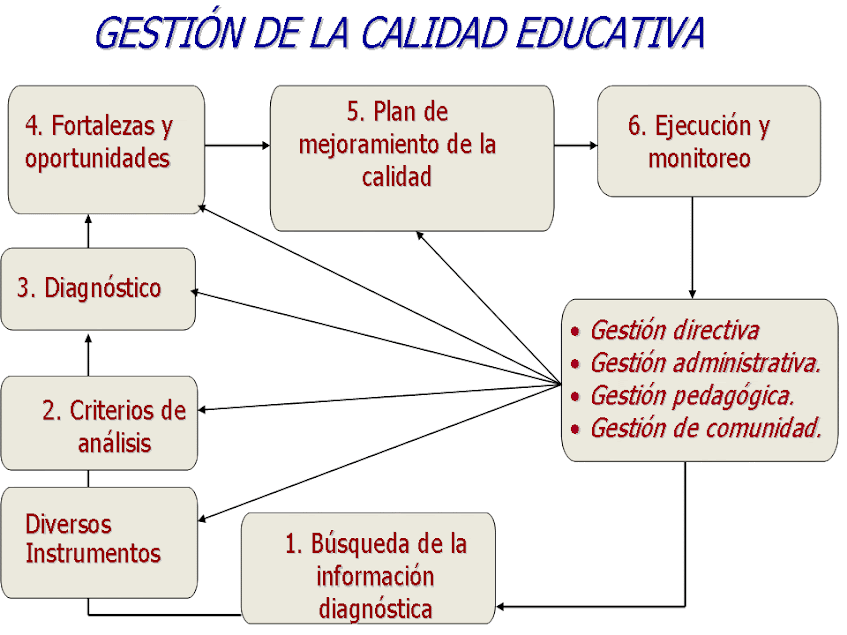 GESTIÓN DE LA CALIDAD EDUCATIVA
4. Fortalezas y
oportunidades
5. Plan de
mejoramiento de la
calidad
6. Ejecución y
monitoreo
3. Diagnóstico
• Gestión directiva
• Gestión administrativa.
• Gestión pedagógica.
• Gestión de comunidad.
2. Criterios de
análisis
Diversos
Instrumentos
1. Búsqueda de la
información
diagnóstica